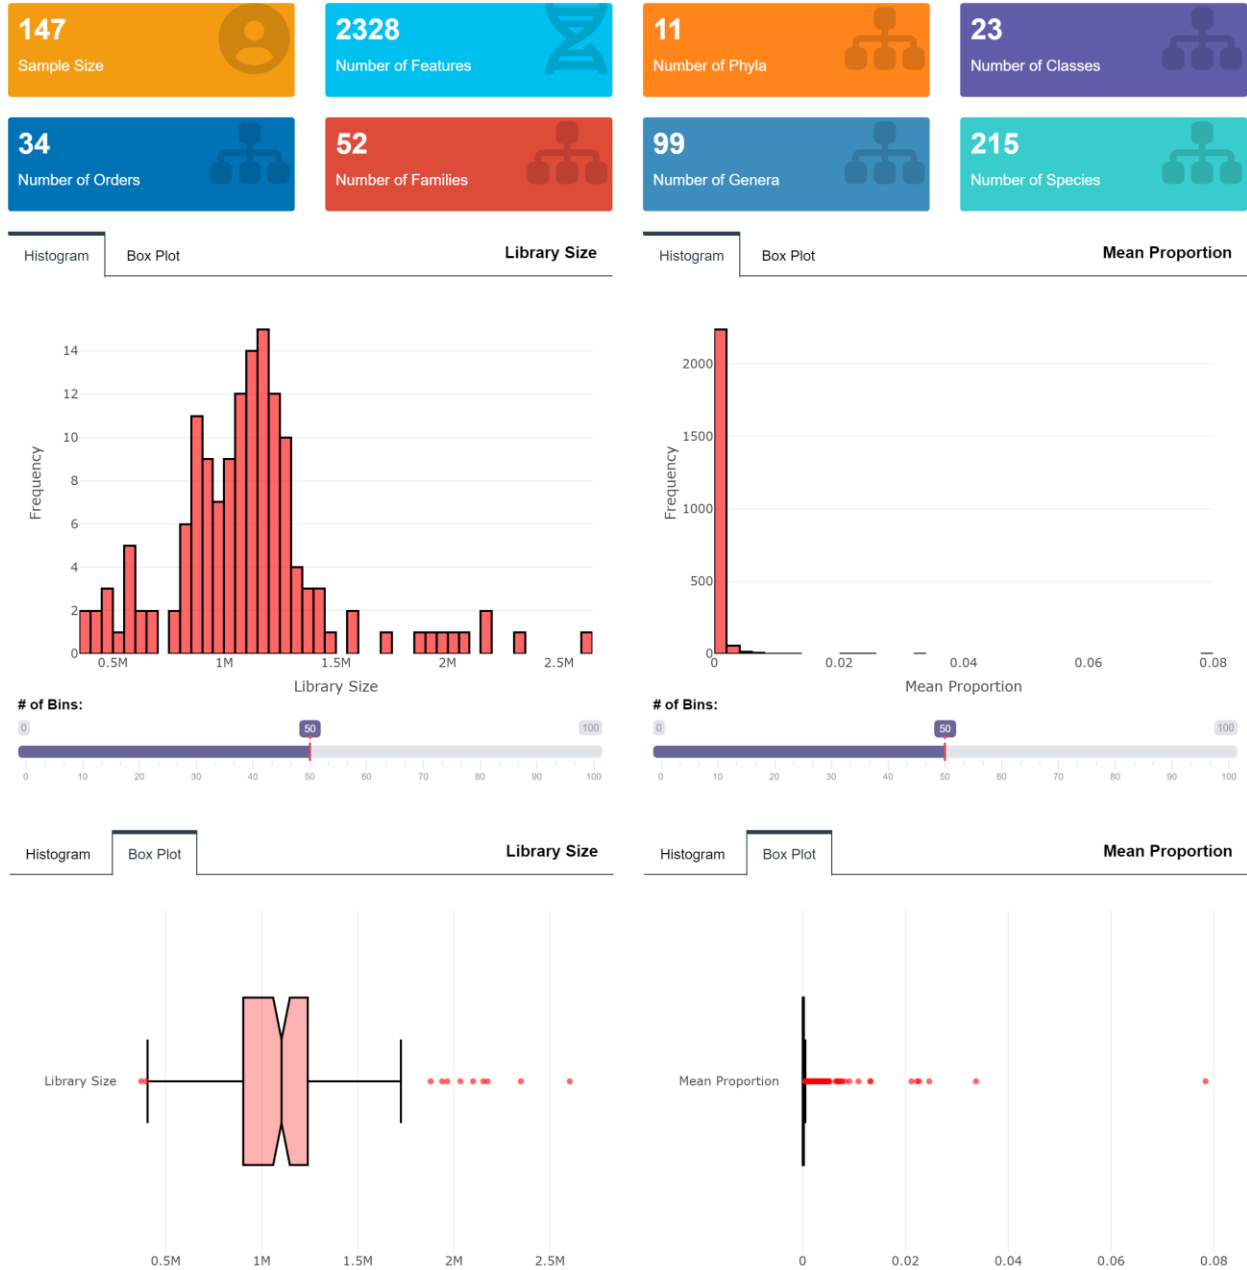 147
Sample Size
2328
Number of Features
11
Number of Phyla
23
Number of Classes
34
Number of Orders
52
Number of Families
99
Number of Genera
215
Number of Species
Histogram Box Plot Library Size
14
12
10
8
6
4
2
0
Frequency
0.5M 1M 1.5M 2M 2.5M
Library Size
# of Bins:
0 50 100
0 10 20 30 40 50 60 70 80 90 100
Histogram Box Plot Mean Proportion
2000
1500
1000
500
0
Frequency
0 0.02 0.04 0.06 0.08
Mean Proportion
# of Bins:
0 50 100
0 10 20 30 40 50 60 70 80 90 100
Histogram Box Plot Library Size
Library Size
0.5M 1M 1.5M 2M 2.5M
Histogram Box Plot Mean Proportion
Mean Proportion
0 0.02 0.04 0.06 0.08